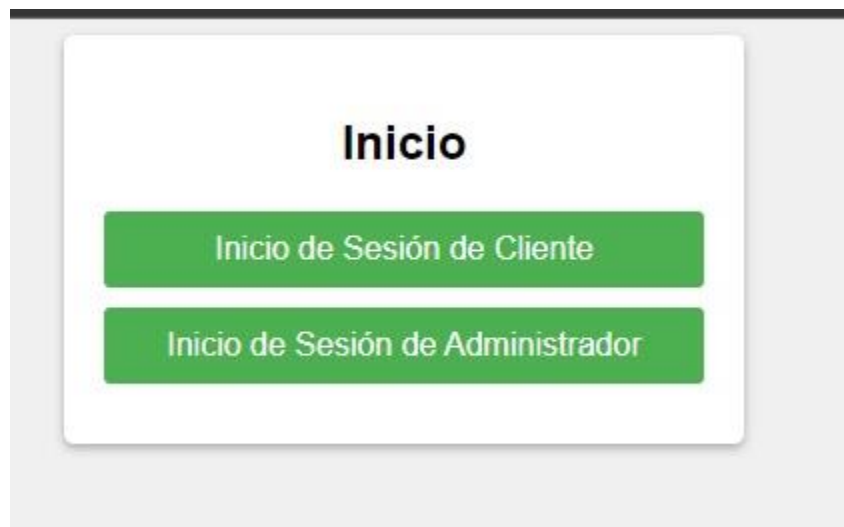 Inicio
Inicio de Sesión de Cliente
Inicio de Sesión de Administrador